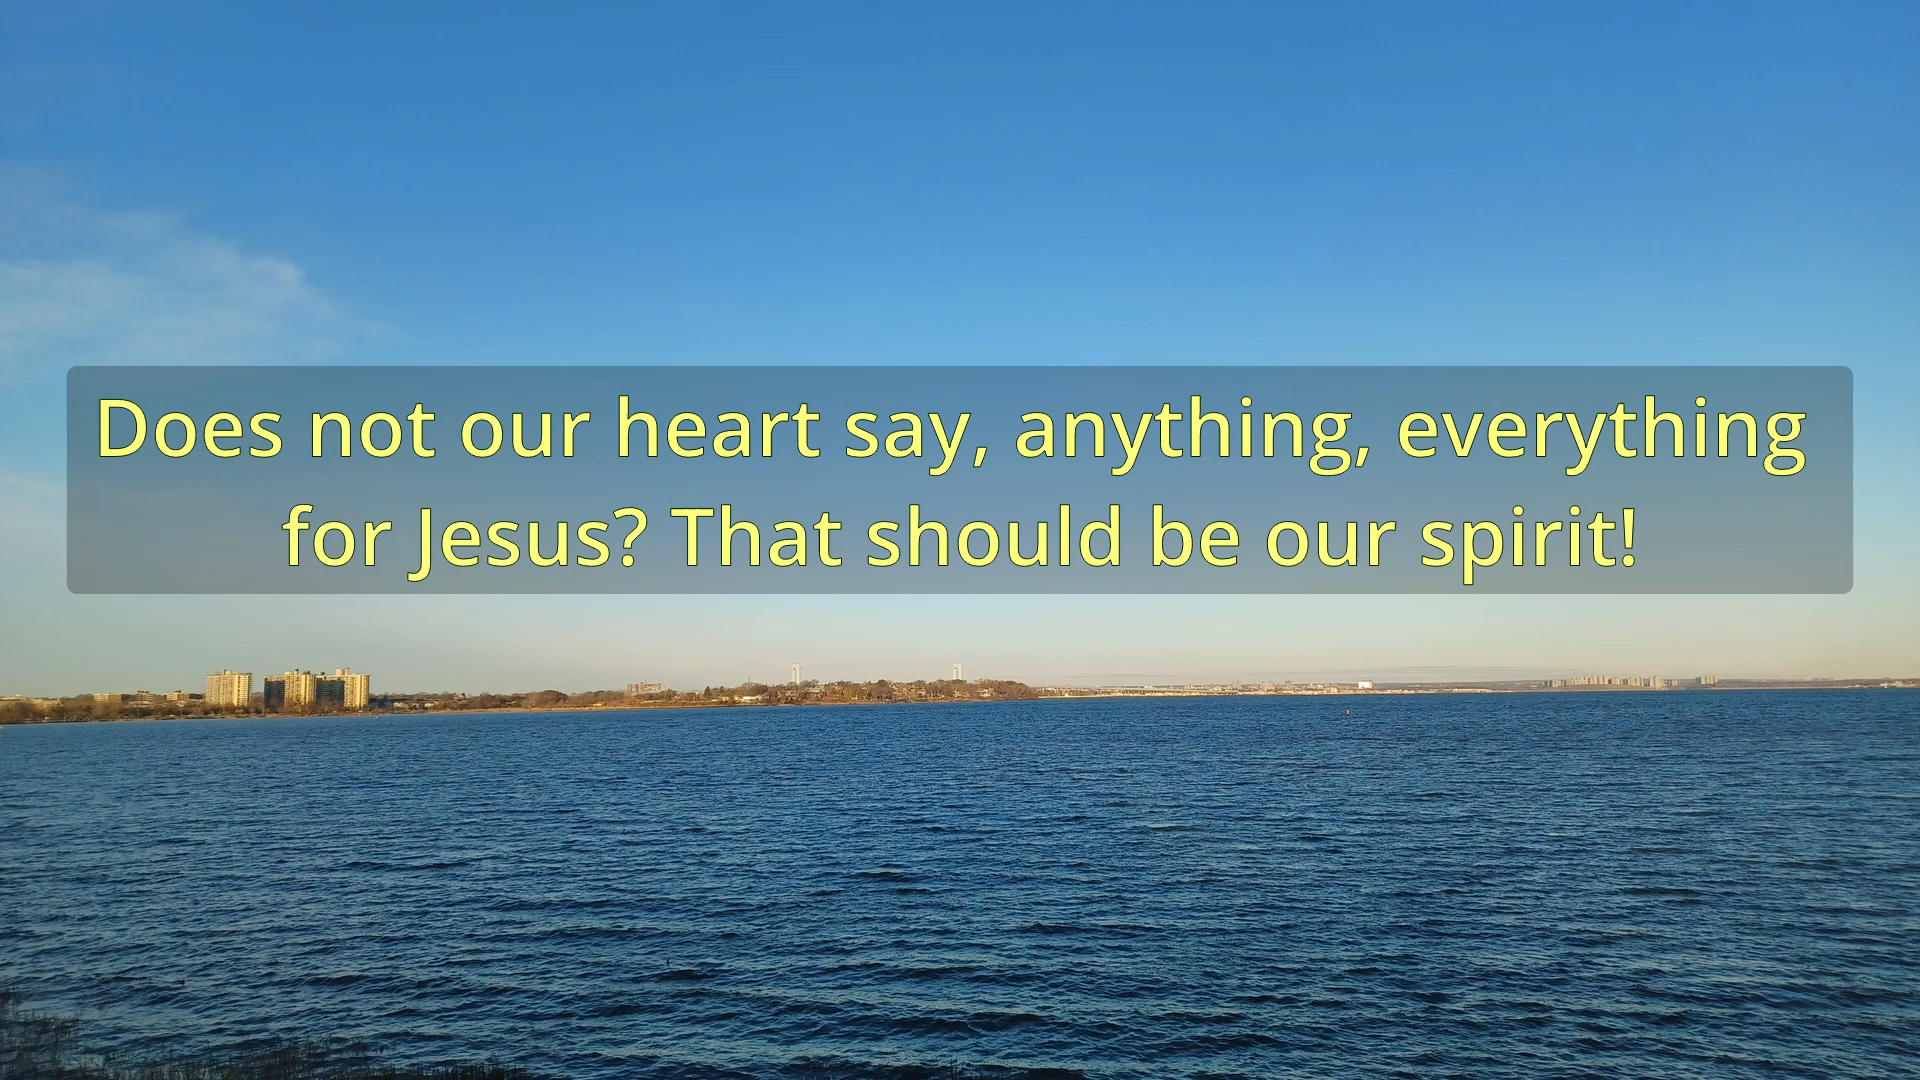 Does not our heart say, anything, everything
for Jesus? That should be our spirit!